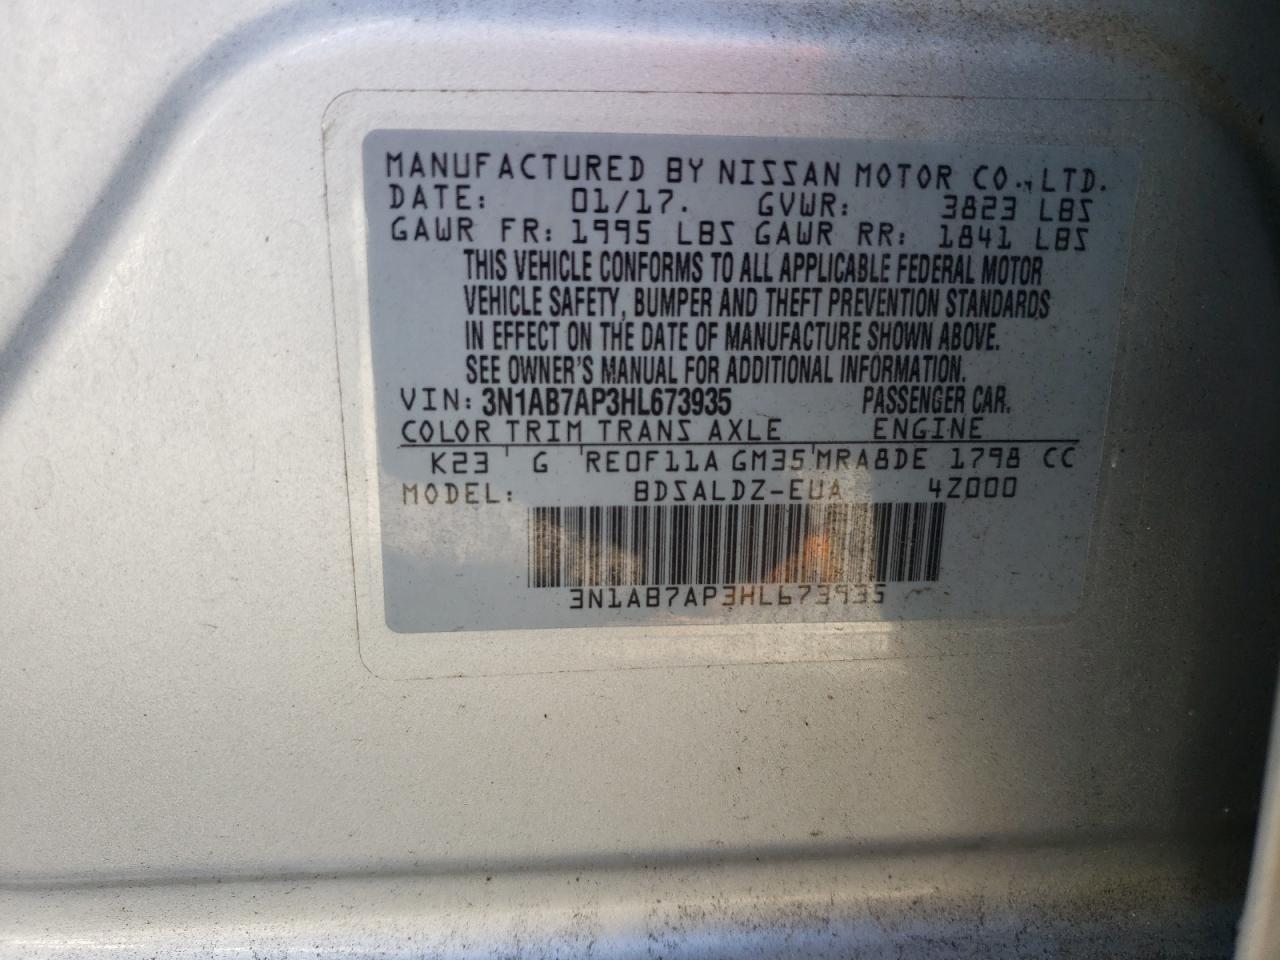 MANUFACTURED BY NISSAN MOTOR CO., LTD.
DATE: 01/17. GVWR: 3823 LBS
GAWR FR: 1995 LBS GAWR RR: 1841 LBS
THIS VEHICLE CONFORMS TO ALL APPLICABLE FEDERAL MOTOR
VEHICLE SAFETY, BUMPER AND THEFT PREVENTION STANDARDS
IN EFFECT ON THE DATE OF MANUFACTURE SHOWN ABOVE.
SEE OWNER'S MANUAL FOR ADDITIONAL INFORMATION.
VIN: 3N1AB7AP3HL673935 PASSENGER CAR.
COLOR TRIM TRANS AXLE ENGINE
K23 G RE0F11A GM35 MRA8DE 1798 CC
MODEL: BDSALDZ-EUA 4Z000
3N1AB7AP3HL673935